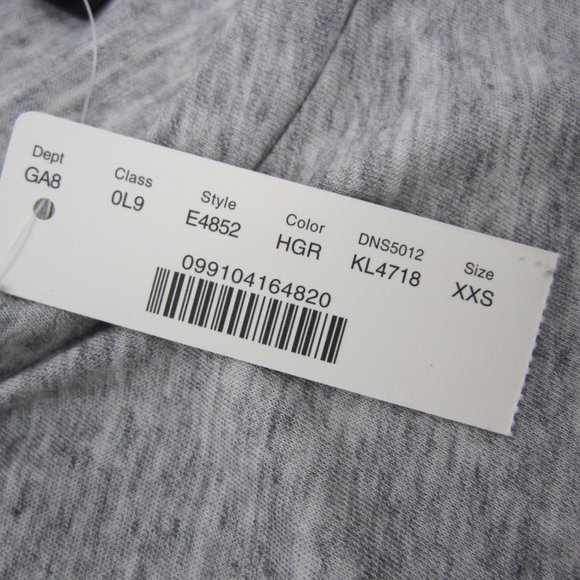 Dept Class Style Color DNS5012 Size
GA8 0L9 E4852 HGR KL4718 XXS
099104164820